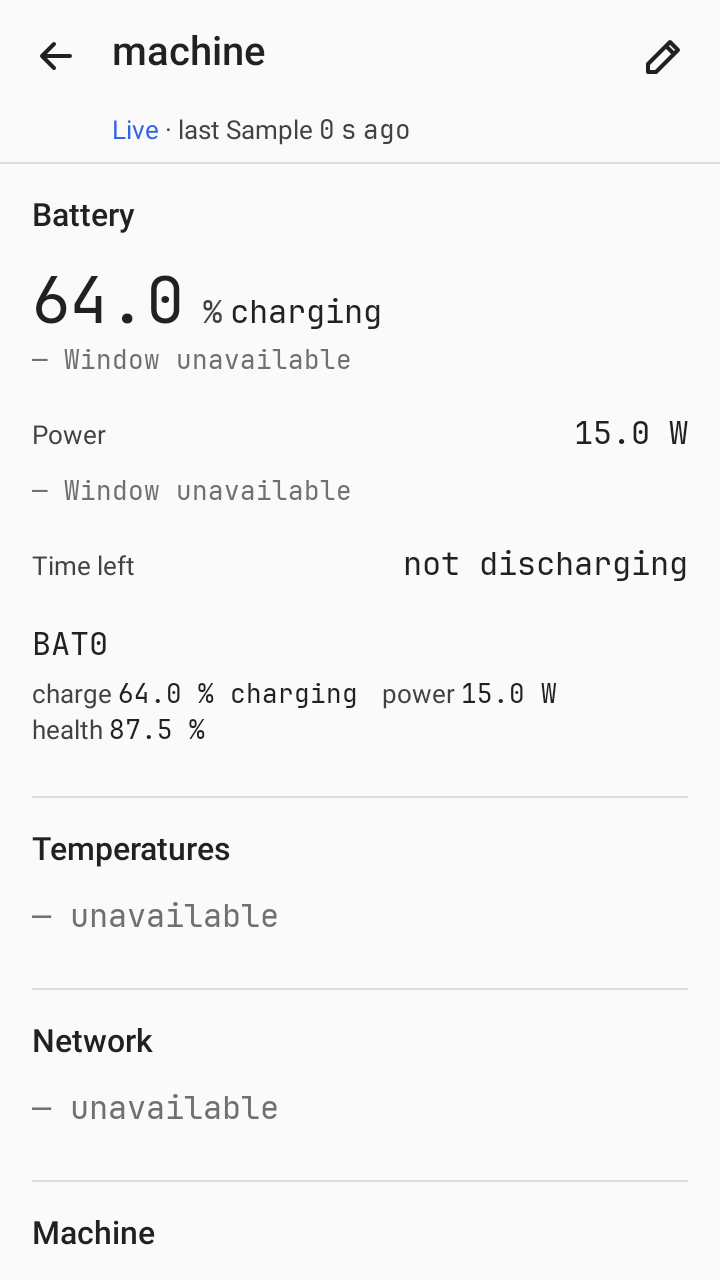 machine
Live · last Sample 0 s ago
Battery
64.0 % charging
— Window unavailable
Power 15.0 W
— Window unavailable
Time left not discharging
BAT0
charge 64.0 % charging power 15.0 W
health 87.5 %
Temperatures
— unavailable
Network
— unavailable
Machine